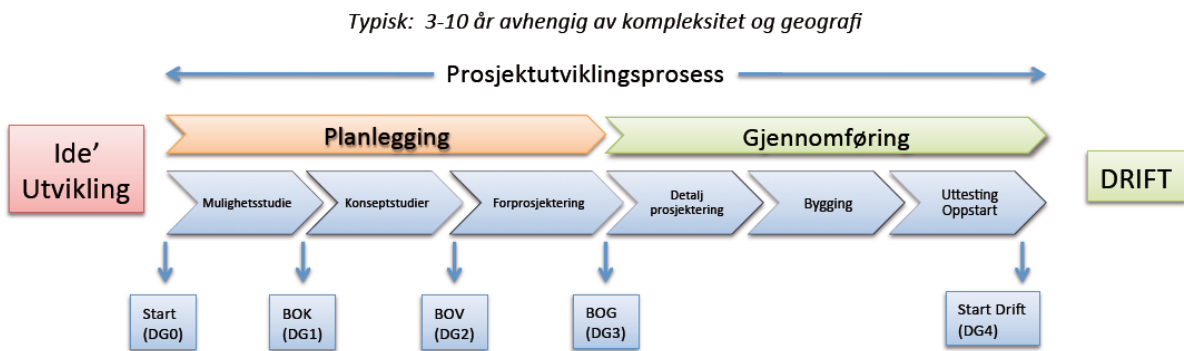 Typisk: 3-10 år avhengig av kompleksitet og geografi
Prosjektutviklingsprosess
Ide’
Utvikling
Planlegging
Gjennomføring
DRIFT
Mulighetsstudie
Konseptstudier
Forprosjektering
Detalj
prosjektering
Bygging
Uttesting
Oppstart
Start
(DG0)
BOK
(DG1)
BOV
(DG2)
BOG
(DG3)
Start Drift
(DG4)